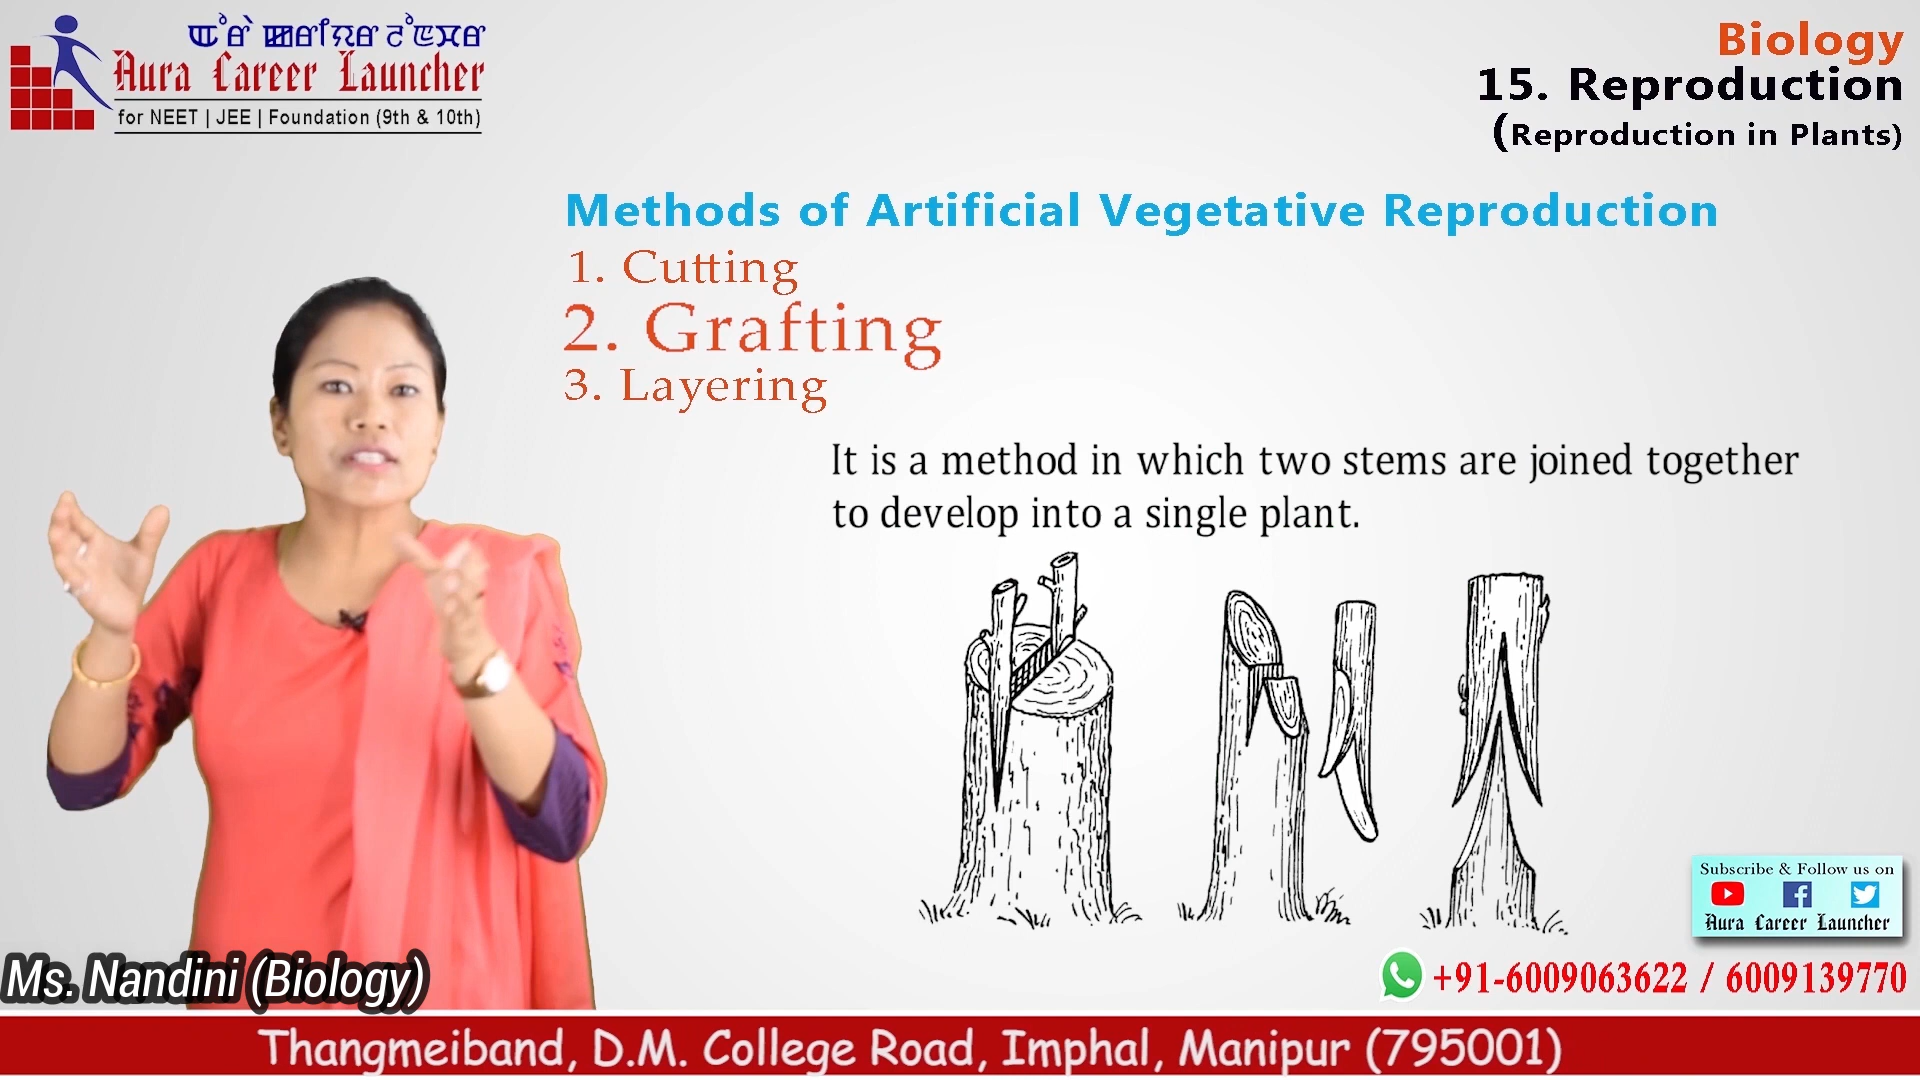 Aura Career Launcher
for NEET | JEE | Foundation (9th & 10th)
Biology
15. Reproduction
(Reproduction in Plants)
Methods of Artificial Vegetative Reproduction
1. Cutting
2. Grafting
3. Layering
It is a method in which two stems are joined together
to develop into a single plant.
Subscribe & Follow us on
Aura Career Launcher
Ms. Nandini (Biology)
+91-6009063622 / 6009139770
Thangmeiband, D.M. College Road, Imphal, Manipur (795001)